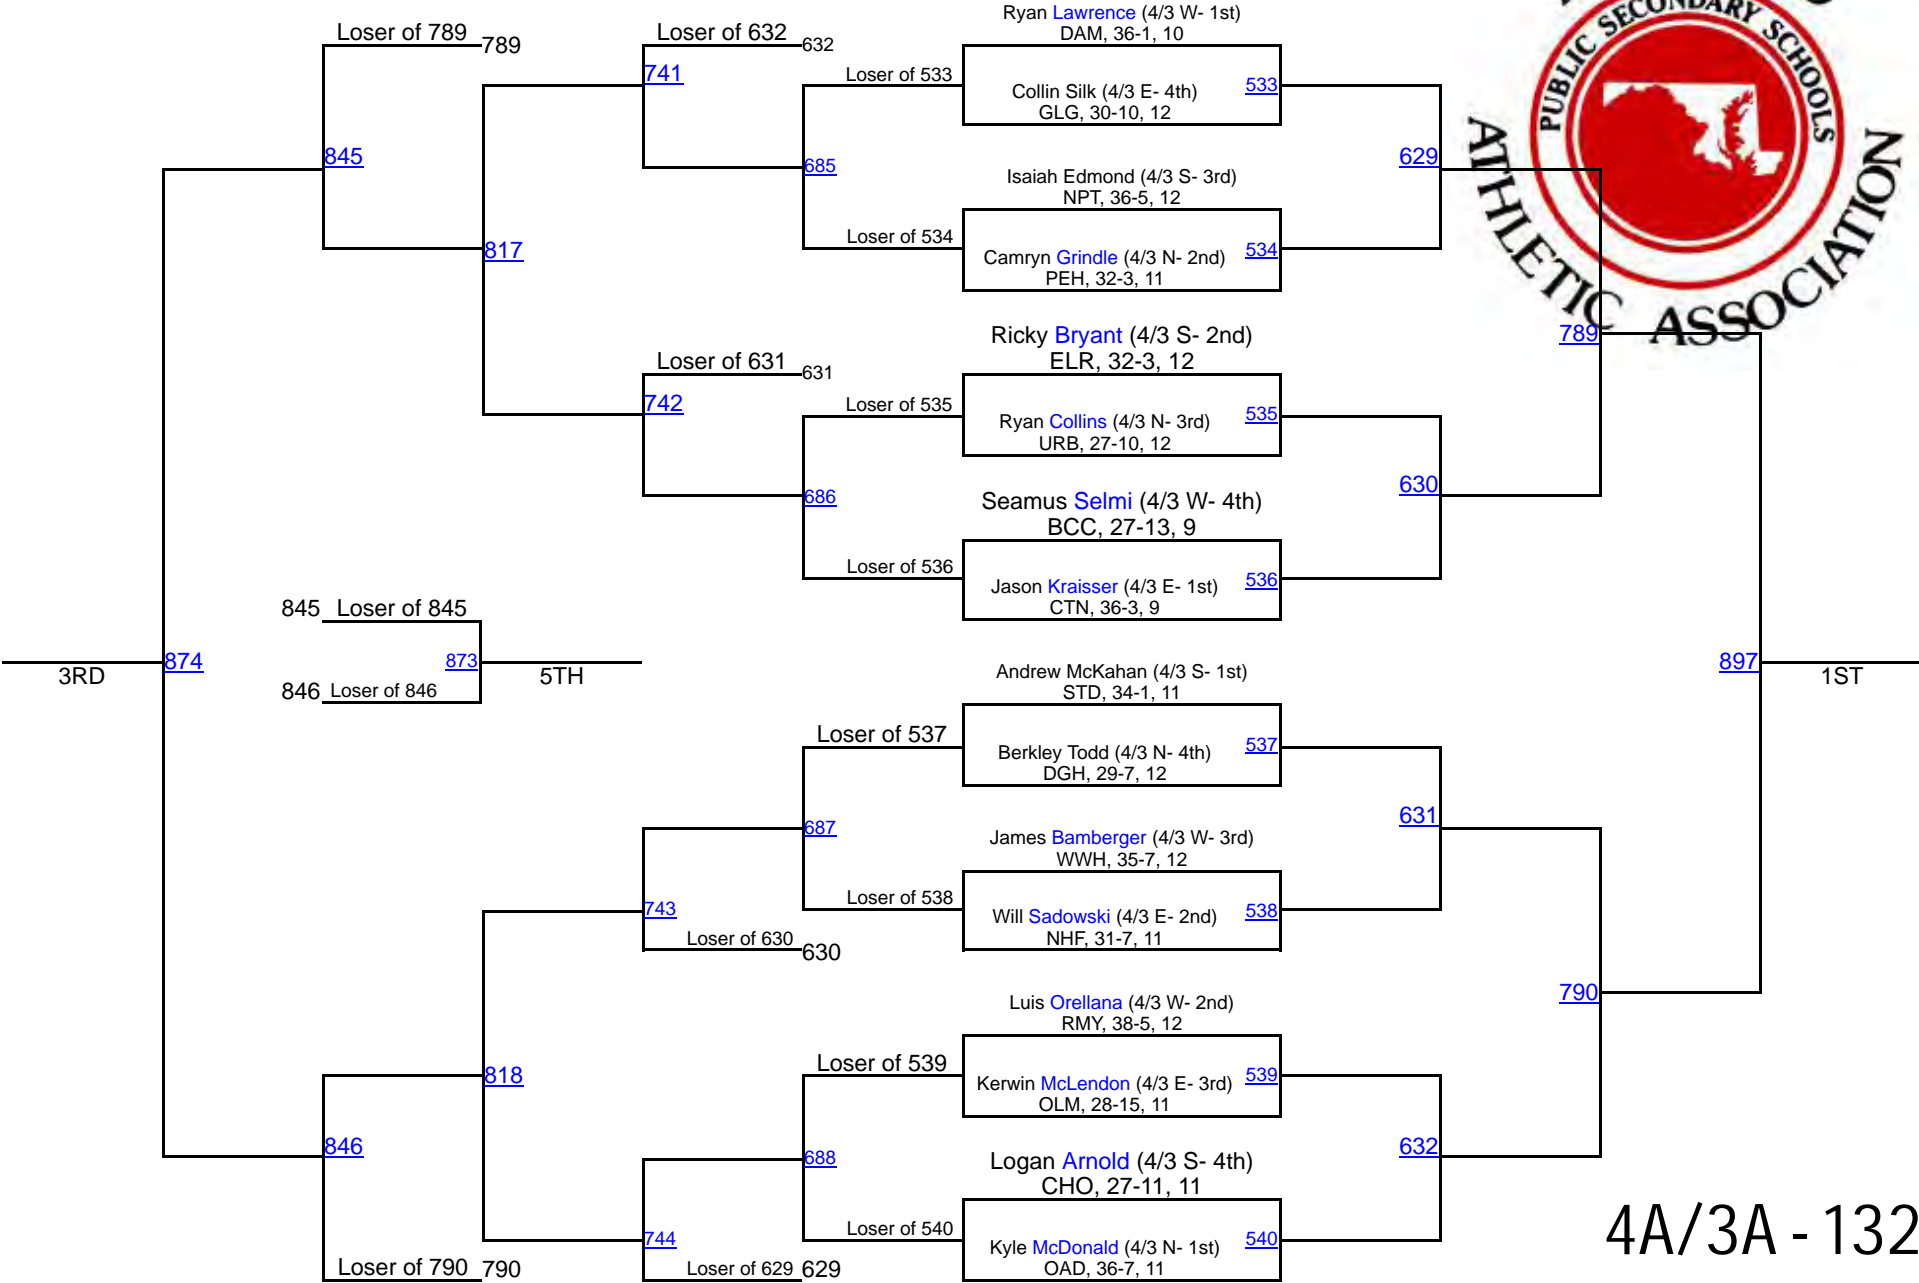 Ryan Lawrence (4/3 W- 1st)
DAM, 36-1, 10
Loser of 789
789
Loser of 632
632
741
Loser of 533
Collin Silk (4/3 E- 4th)
GLG, 30-10, 12
533
845
685
629
Isaiah Edmond (4/3 S- 3rd)
NPT, 36-5, 12
817
Loser of 534
Camryn Grindle (4/3 N- 2nd)
PEH, 32-3, 11
534
PUBLIC SECONDARY SCHOOLS
ATHLETIC ASSOCIATION
Ricky Bryant (4/3 S- 2nd)
ELR, 32-3, 12
789
Loser of 631
631
742
Loser of 535
Ryan Collins (4/3 N- 3rd)
URB, 27-10, 12
535
686
630
Seamus Selmi (4/3 W- 4th)
BCC, 27-13, 9
Loser of 536
Jason Kraisser (4/3 E- 1st)
CTN, 36-3, 9
536
845 Loser of 845
3RD
874
873
5TH
846 Loser of 846
897
1ST
Andrew McKahan (4/3 S- 1st)
STD, 34-1, 11
Loser of 537
Berkley Todd (4/3 N- 4th)
DGH, 29-7, 12
537
687
631
James Bamberger (4/3 W- 3rd)
WWH, 35-7, 12
743
Loser of 538
Will Sadowski (4/3 E- 2nd)
NHF, 31-7, 11
538
Loser of 630
630
790
Luis Orellana (4/3 W- 2nd)
RMY, 38-5, 12
818
Loser of 539
Kerwin McLendon (4/3 E- 3rd)
OLM, 28-15, 11
539
846
688
632
Logan Arnold (4/3 S- 4th)
CHO, 27-11, 11
744
Loser of 540
Kyle McDonald (4/3 N- 1st)
OAD, 36-7, 11
540
Loser of 790
790
Loser of 629
629
4A/3A - 132